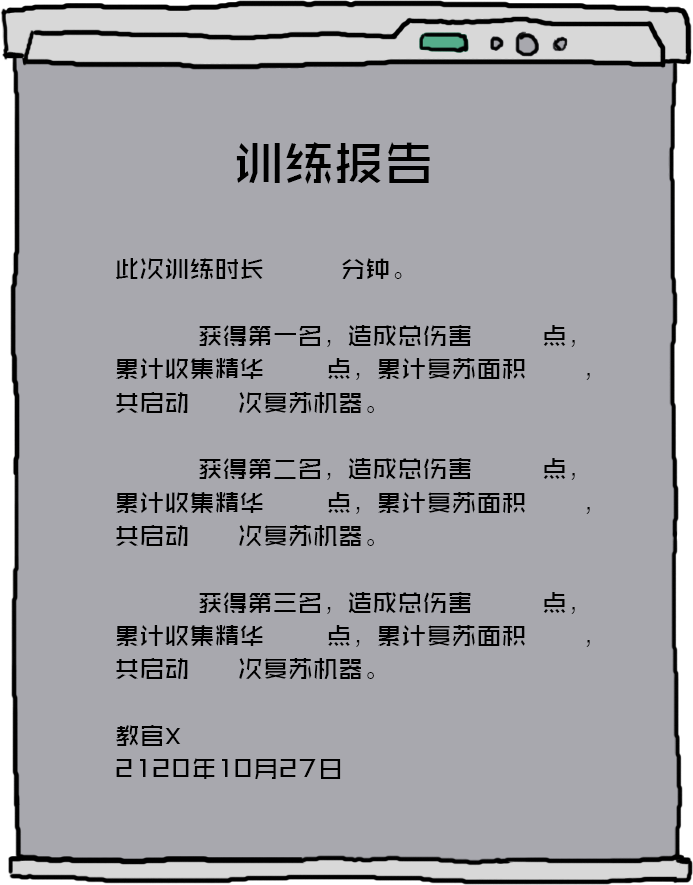 训练报告
此次训练时长 分钟。
获得第一名，造成总伤害 点，
累计收集精华 点，累计复苏面积 ，
共启动 次复苏机器。
获得第二名，造成总伤害 点，
累计收集精华 点，累计复苏面积 ，
共启动 次复苏机器。
获得第三名，造成总伤害 点，
累计收集精华 点，累计复苏面积 ，
共启动 次复苏机器。
教官X
2120年10月27日